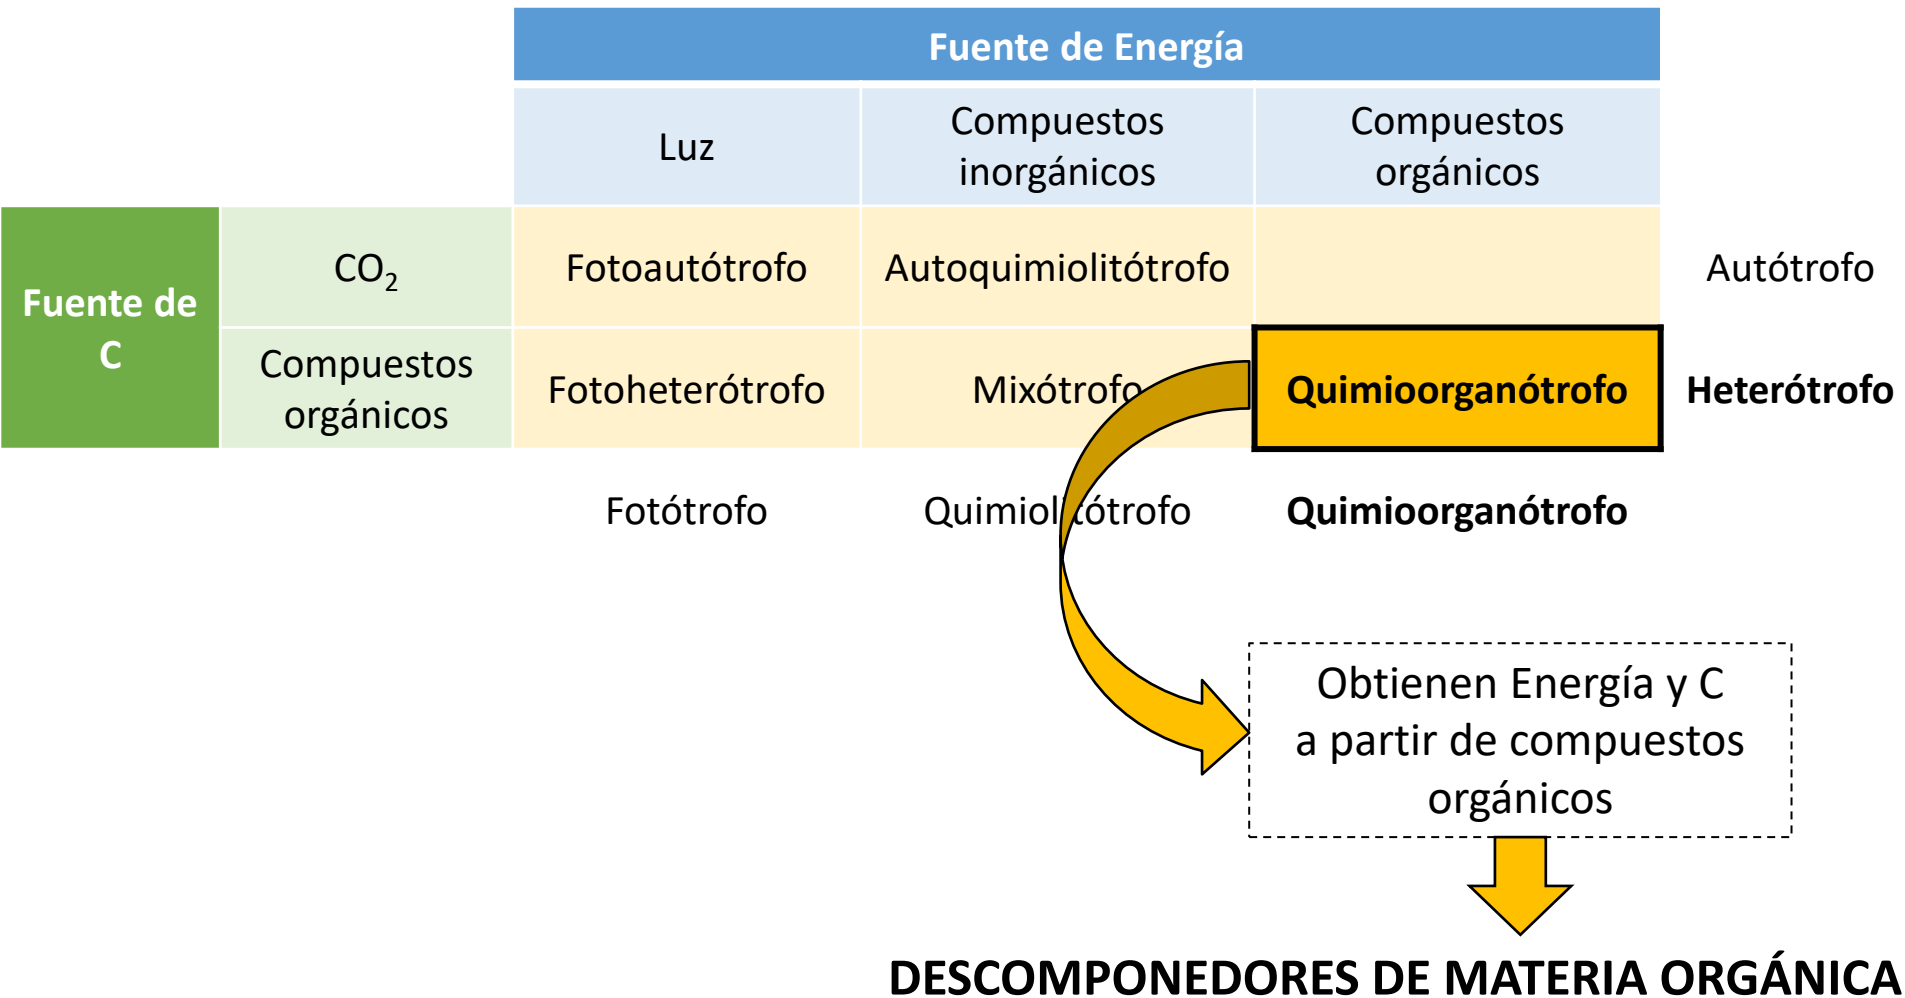 Fuente de Energía
Luz
Compuestos
inorgánicos
Compuestos
orgánicos
Fuente de
C
CO₂
Fotoautótrofo
Autoquimiolitótrofo
Autótrofo
Compuestos
orgánicos
Fotoheterótrofo
Mixótrofo
Quimioorganótrofo
Heterótrofo
Fotótrofo
Quimiolitótrofo
Quimioorganótrofo
Obtienen Energía y C
a partir de compuestos
orgánicos
DESCOMPONEDORES DE MATERIA ORGÁNICA